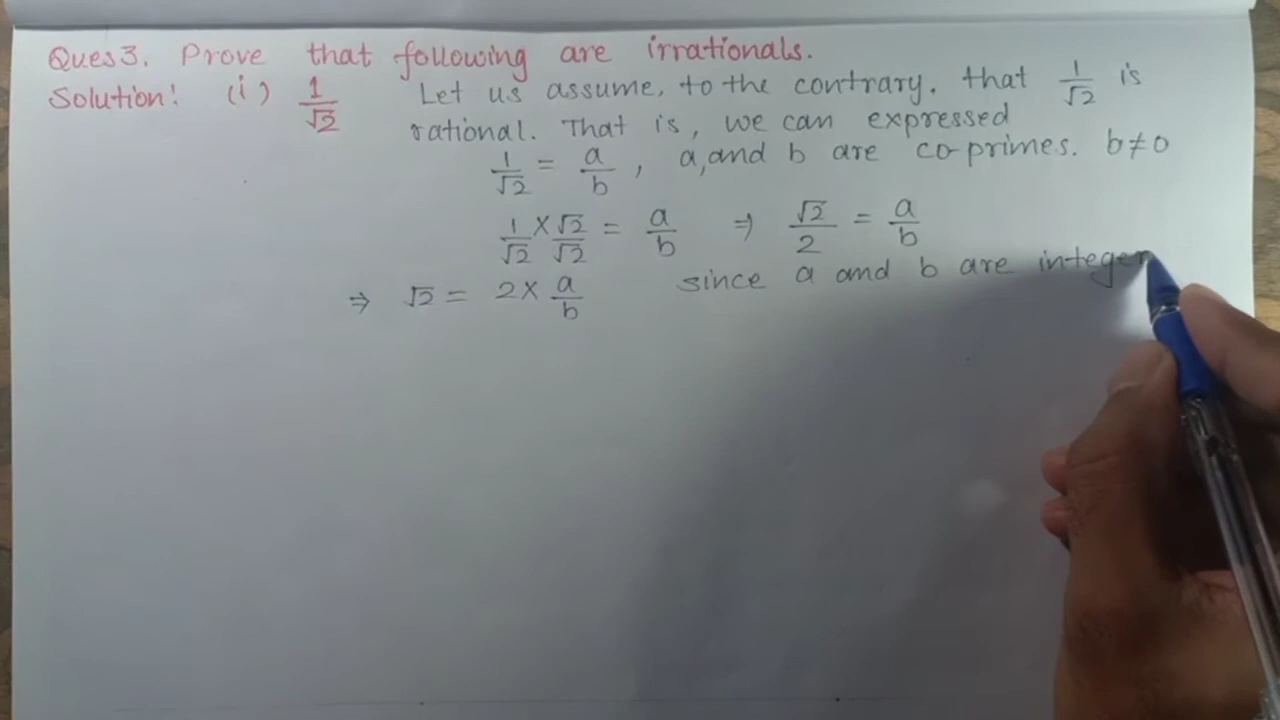 Ques 3. Prove that following are irrationals.
Solution: (i) 1/√2 Let us assume, to the contrary. that 1/√2 is
rational. That is, we can expressed
1/√2 = a/b , a, and b are co-primes. b≠0
1/√2 × √2/√2 = a/b ⇒ √2/2 = a/b
⇒ √2 = 2 × a/b since a and b are integer